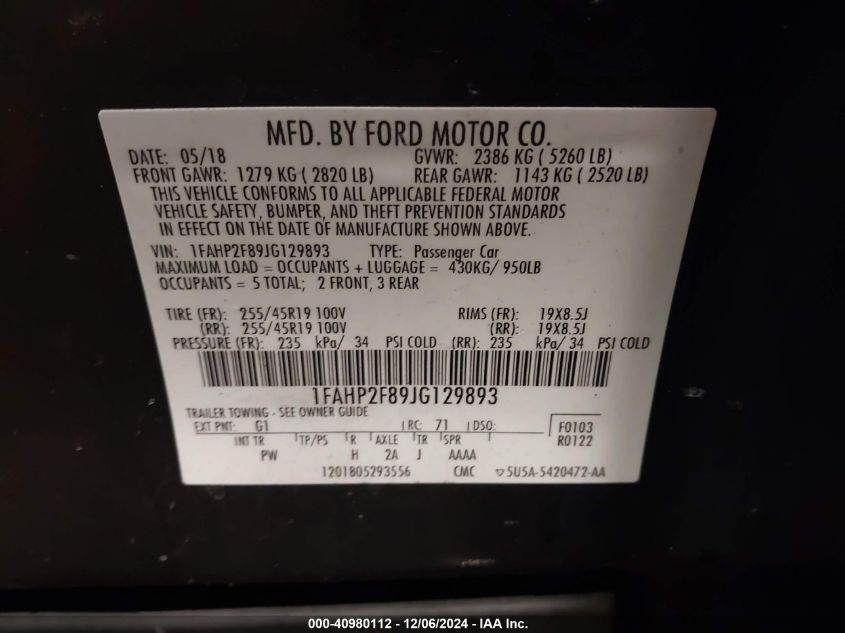 MFD. BY FORD MOTOR CO.
DATE: 05/18 GVWR: 2386 KG ( 5260 LB)
FRONT GAWR: 1279 KG ( 2820 LB) REAR GAWR: 1143 KG ( 2520 LB)
THIS VEHICLE CONFORMS TO ALL APPLICABLE FEDERAL MOTOR
VEHICLE SAFETY, BUMPER, AND THEFT PREVENTION STANDARDS
IN EFFECT ON THE DATE OF MANUFACTURE SHOWN ABOVE.
VIN: 1FAHP2F89JG129893 TYPE: Passenger Car
MAXIMUM LOAD = OCCUPANTS + LUGGAGE = 430KG/ 950LB
OCCUPANTS = 5 TOTAL; 2 FRONT, 3 REAR
TIRE (FR): 255/45R19 100V RIMS (FR): 19X8.5J
(RR): 255/45R19 100V (RR): 19X8.5J
PRESSURE (FR): 235 kPa/ 34 PSI COLD (RR): 235 kPa/ 34 PSI COLD
1FAHP2F89JG129893
TRAILER TOWING - SEE OWNER GUIDE
EXT PNT: G1 RC: 71 DSO: F0103
R0122
INT TR TP/PS R AXLE TR SPR
PW H 2A J AAAA
1201805293556 CMC ▽5U5A-5420472-AA
000-40980112 - 12/06/2024 - IAA Inc.